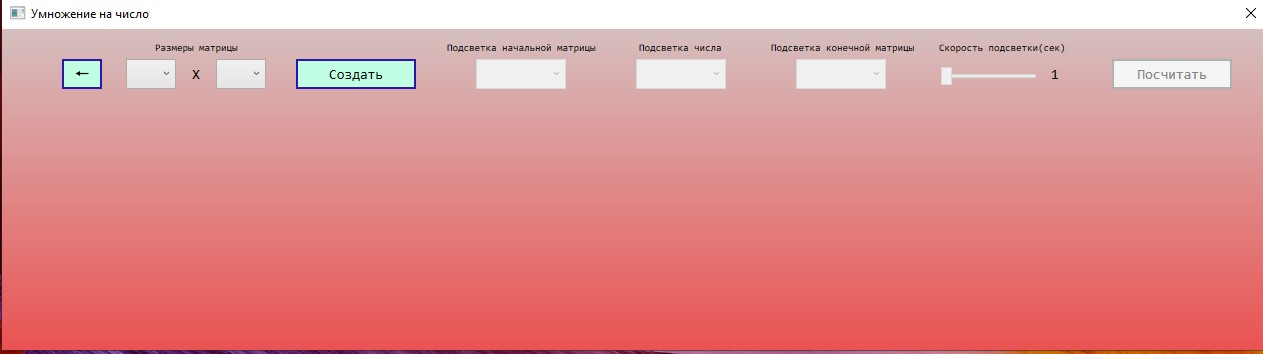 Умножение на число
Размеры матрицы
Подсветка начальной матрицы
Подсветка числа
Подсветка конечной матрицы
Скорость подсветки(сек)
←
X
Создать
1
Посчитать